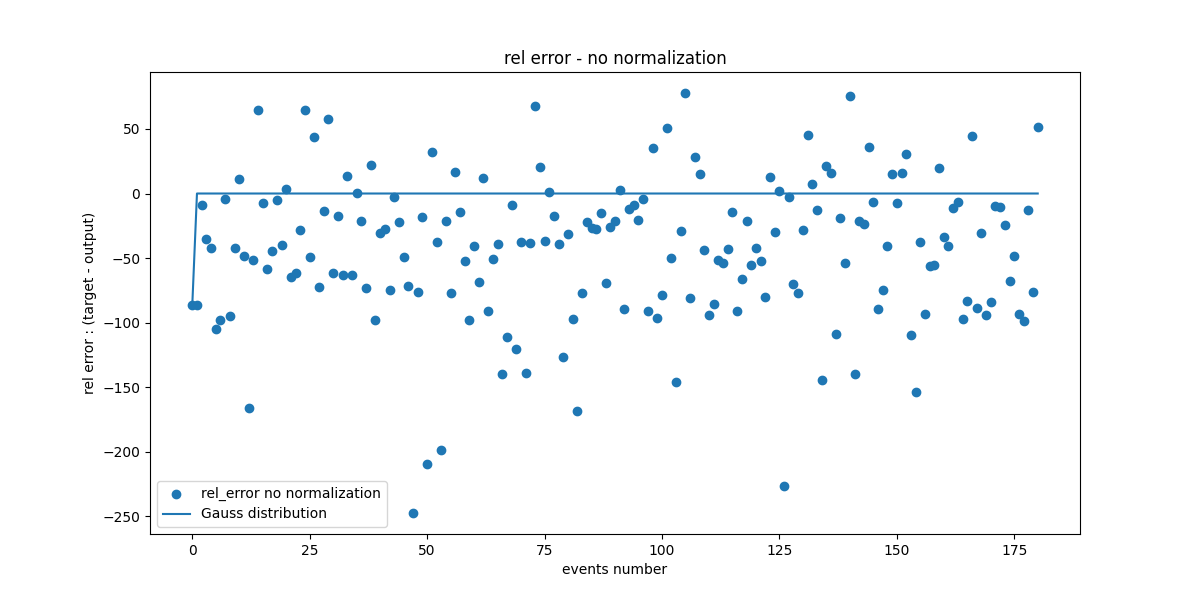 rel error - no normalization
rel error : (target - output)
50
0
−50
−100
−150
−200
−250
rel_error no normalization
Gauss distribution
0 25 50 75 100 125 150 175
events number